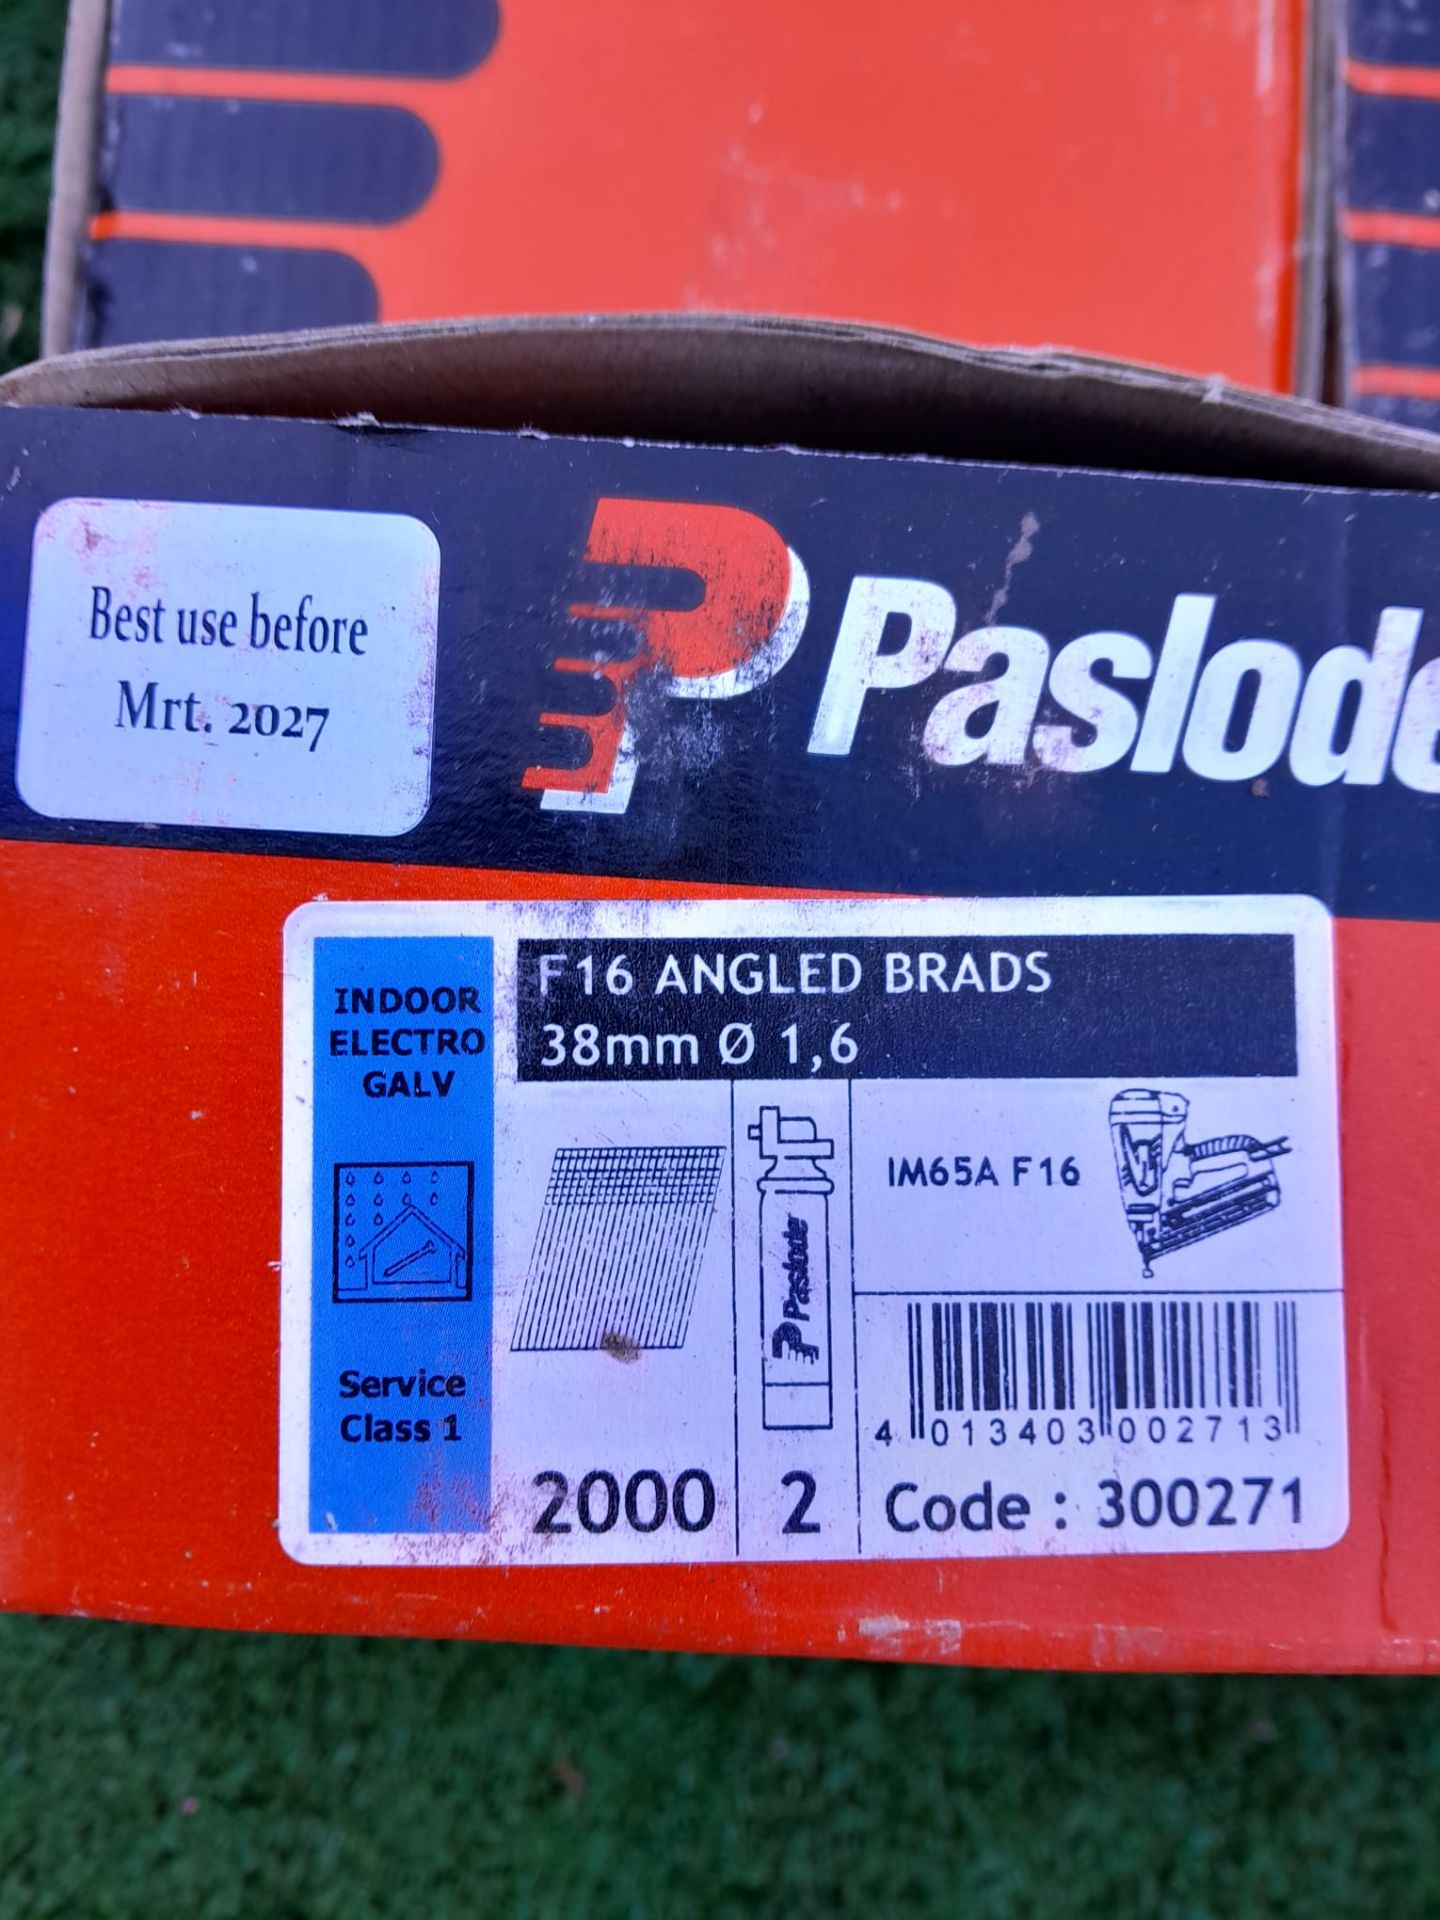 Best use before
Mrt. 2027
Paslode
F16 ANGLED BRADS
38mm Ø 1,6
INDOOR
ELECTRO
GALV
Service
Class 1
Paslode
IM65A F16
4 013403 002713
2000
2
Code : 300271